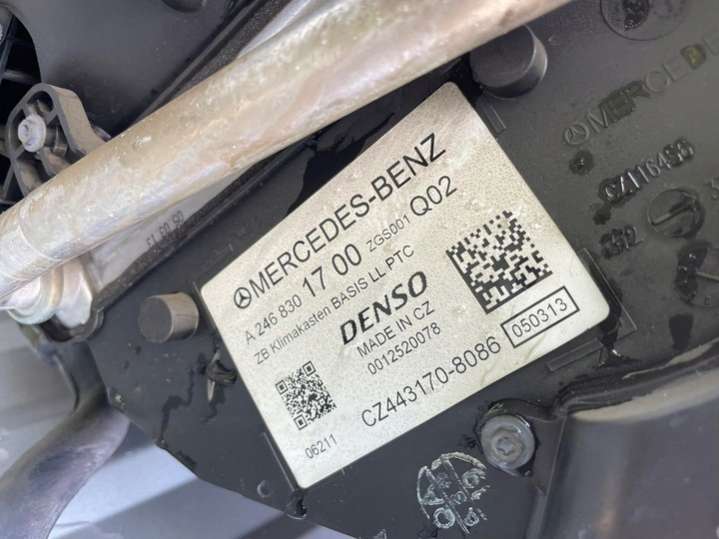 MERCEDES-BENZ
A 246 830 17 00 ZGS001 Q02
ZB Klimakasten BASIS LL PTC
DENSO
MADE IN CZ
0012520078
CZ443170-8086 050313
06211
MERCEDE